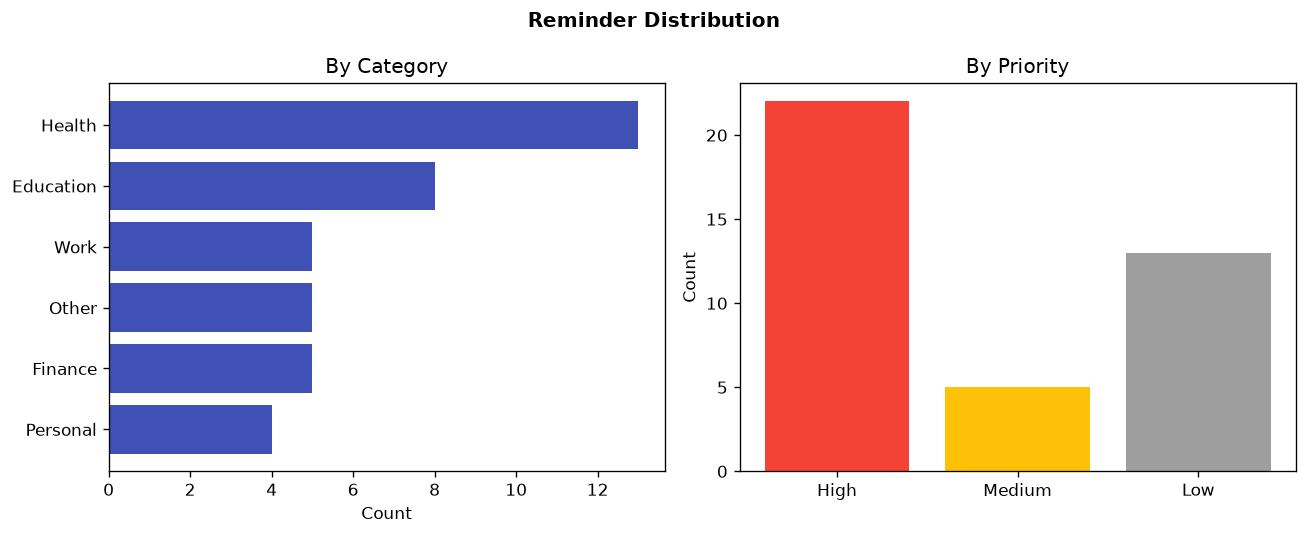 Reminder Distribution
By Category
Health
Education
Work
Other
Finance
Personal
0 2 4 6 8 10 12
Count
By Priority
Count
20
15
10
5
0
High Medium Low